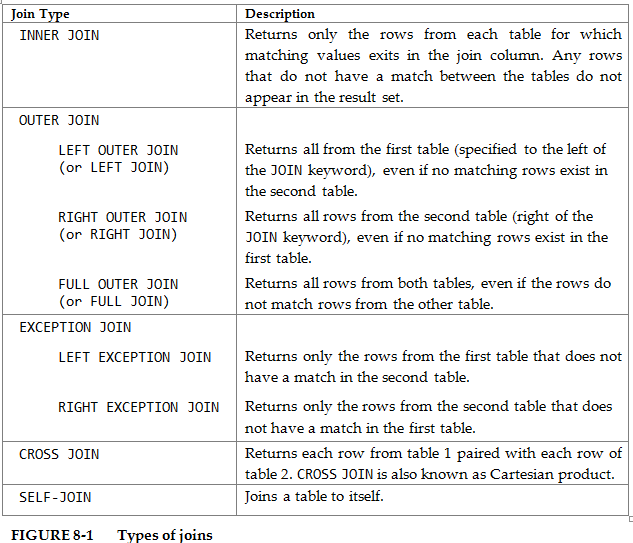 Join Type Description
INNER JOIN Returns only the rows from each table for which
matching values exits in the join column. Any rows
that do not have a match between the tables do not
appear in the result set.
OUTER JOIN
LEFT OUTER JOIN Returns all from the first table (specified to the left of
(or LEFT JOIN) the JOIN keyword), even if no matching rows exist in
the second table.
RIGHT OUTER JOIN Returns all rows from the second table (right of the
(or RIGHT JOIN) JOIN keyword), even if no matching rows exist in the
first table.
FULL OUTER JOIN Returns all rows from both tables, even if the rows do
(or FULL JOIN) not match rows from the other table.
EXCEPTION JOIN
LEFT EXCEPTION JOIN Returns only the rows from the first table that does not
have a match in the second table.
RIGHT EXCEPTION JOIN Returns only the rows from the second table that does
not have a match in the first table.
CROSS JOIN Returns each row from table 1 paired with each row of
table 2. CROSS JOIN is also known as Cartesian product.
SELF-JOIN Joins a table to itself.
FIGURE 8-1 Types of joins